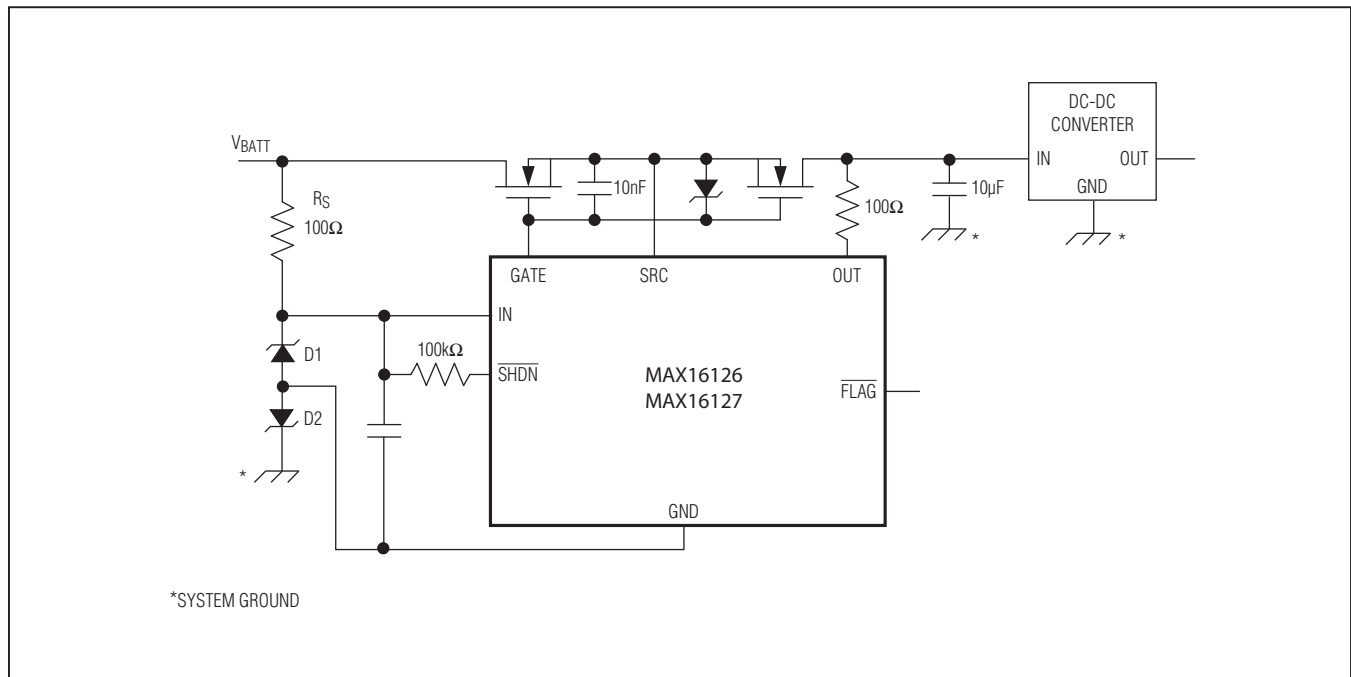 DC-DC
CONVERTER
IN
OUT
GND
*
VBATT
RS
100Ω
10nF
100Ω
10µF
*
GATE
SRC
OUT
IN
D1
100kΩ
SHDN
MAX16126
MAX16127
FLAG
D2
*
GND
*SYSTEM GROUND